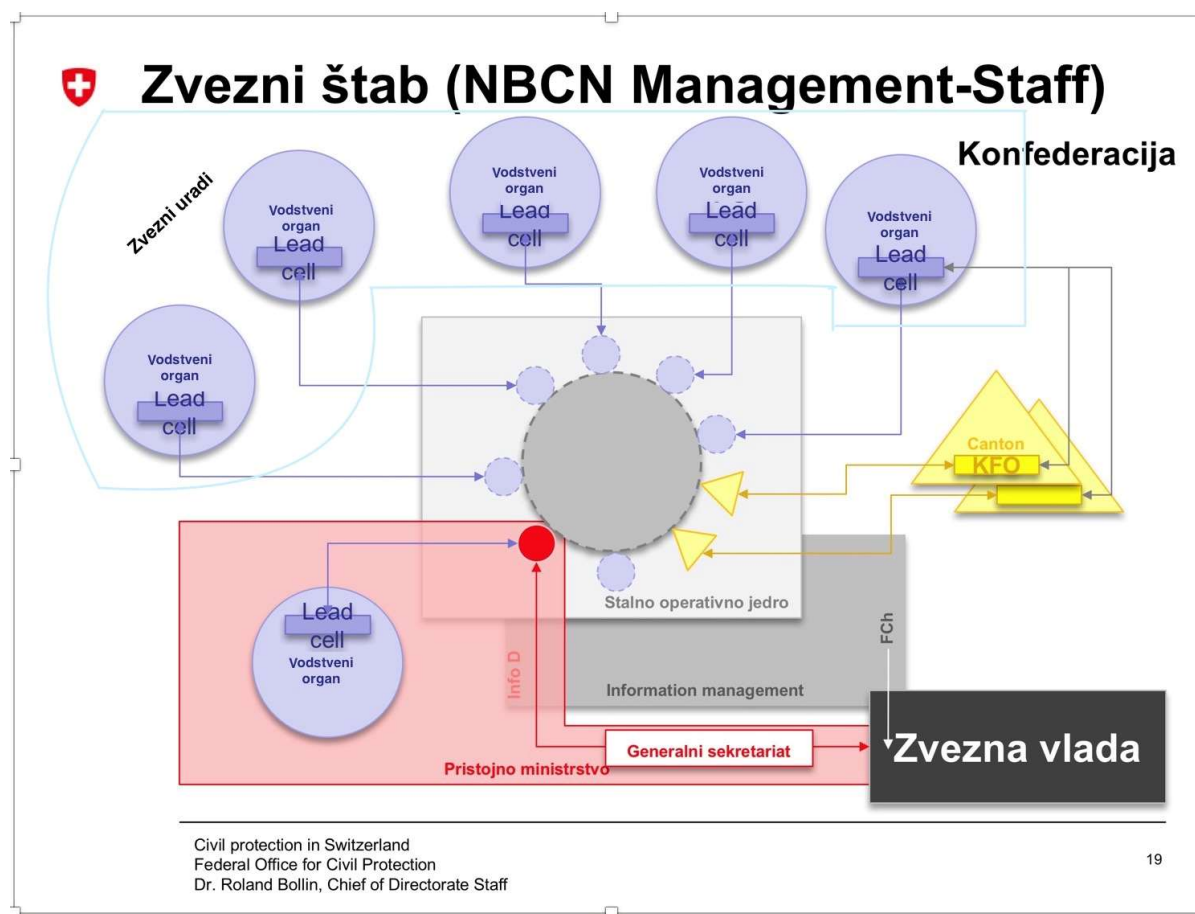 Zvezni štab (NBCN Management-Staff)
Konfederacija
Zvezni uradi
Vodstveni
organ
Lead
cell
Vodstveni
organ
Lead
cell
Vodstveni
organ
Lead
cell
Vodstveni
organ
Lead
cell
Vodstveni
organ
Lead
cell
Canton
KFO
Stalno operativno jedro
Lead
cell
Vodstveni
organ
Info D
Information management
FCh
Generalni sekretariat
Pristojno ministrstvo
Zvezna vlada
Civil protection in Switzerland
Federal Office for Civil Protection
Dr. Roland Bollin, Chief of Directorate Staff
19